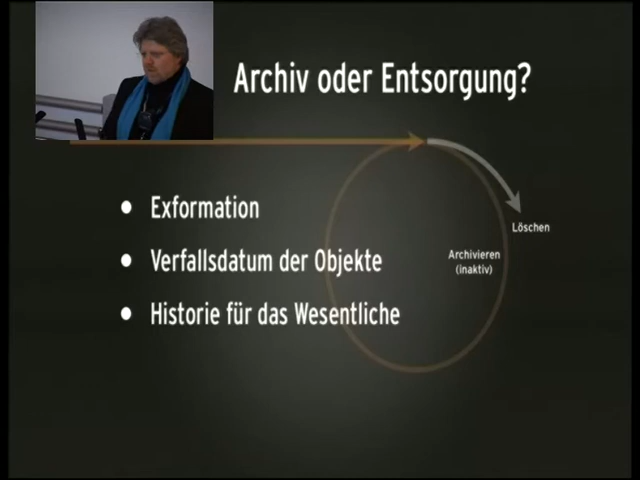 Archiv oder Entsorgung?
Exformation
Verfallsdatum der Objekte
Historie für das Wesentliche
Löschen
Archivieren
(inaktiv)